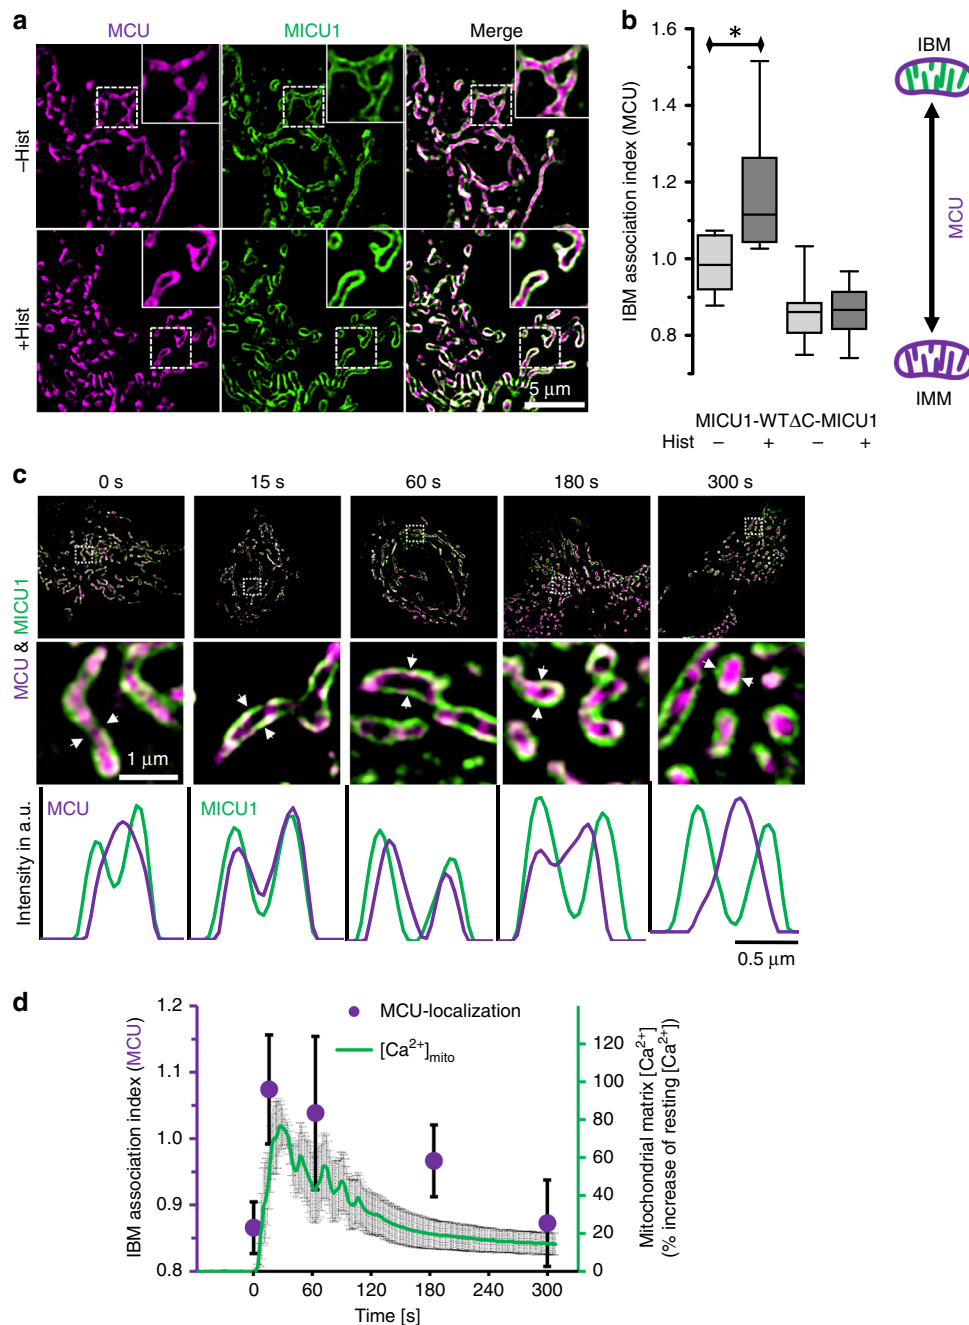 a
MCU
MICU1
Merge
–Hist
+Hist
5 μm
b
IBM association index (MCU)
1.6
1.4
1.2
1.0
0.8
*
IBM
MCU
IMM
MICU1-WTΔC-MICU1
Hist – + – +
c
0 s
15 s
60 s
180 s
300 s
MCU & MICU1
1 μm
Intensity in a.u.
MCU
MICU1
0.5 μm
d
IBM association index (MCU)
1.2
1.1
1.0
0.9
0.8
MCU-localization
[Ca²⁺]mito
120
100
80
60
40
20
0
Mitochondrial matrix [Ca²⁺]
(% increase of resting [Ca²⁺])
0 60 120 180 240 300
Time [s]